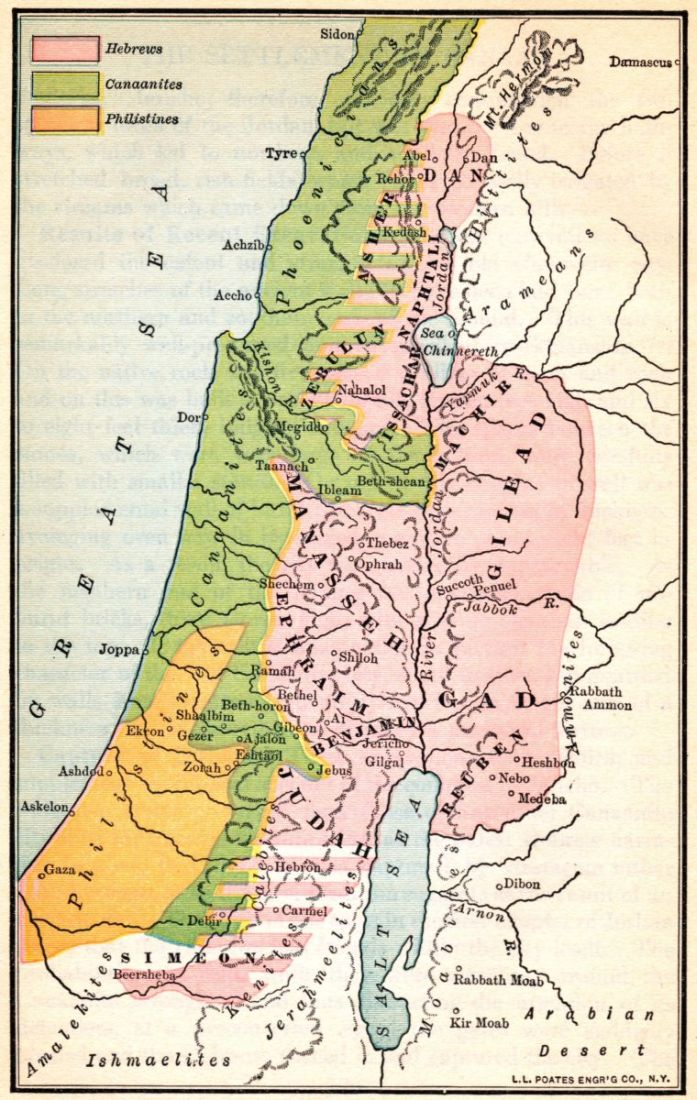 Hebrews
Canaanites
Philistines
Sidon
Damascus
Mt. Hermon
Phoenicians
Tyre
Abel
Dan
Rehob
DAN
Hittites
ASHER
Kedesh
Achzib
NAPHTALI
Jordan
Arameans
Accho
GREAT SEA
Sea of
Chinnereth
ZEBULUN
Kishon R.
ISSACHAR
Yarmuk R.
Nahalol
Dor
Megiddo
MACHIR
GILEAD
Taanach
Beth-shean
Ibleam
Canaanites
MANASSEH
River Jordan
Thebez
Ophrah
Shechem
Succoth
Penuel
Jabbok R.
EPHRAIM
Joppa
Shiloh
Ramah
Bethel
GAD
Rabbath
Ammon
Ammonites
Beth-horon
Shaalbim
Ai
Ekron
Gezer
Gibeon
BENJAMIN
Ajalon
Jericho
Eshtaol
Gilgal
Zorah
Jebus
Heshbon
Nebo
REUBEN
Medeba
Ashdod
Philistines
Askelon
JUDAH
SALT SEA
Calebites
Gaza
Hebron
Dibon
Carmel
Arnon R.
Debir
SIMEON
Kenites
Jerahmeelites
Moabites
Beersheba
Rabbath Moab
Amalekites
Kir Moab
Arabian
Desert
Ishmaelites
L.L. POATES ENGR'G CO., N.Y.